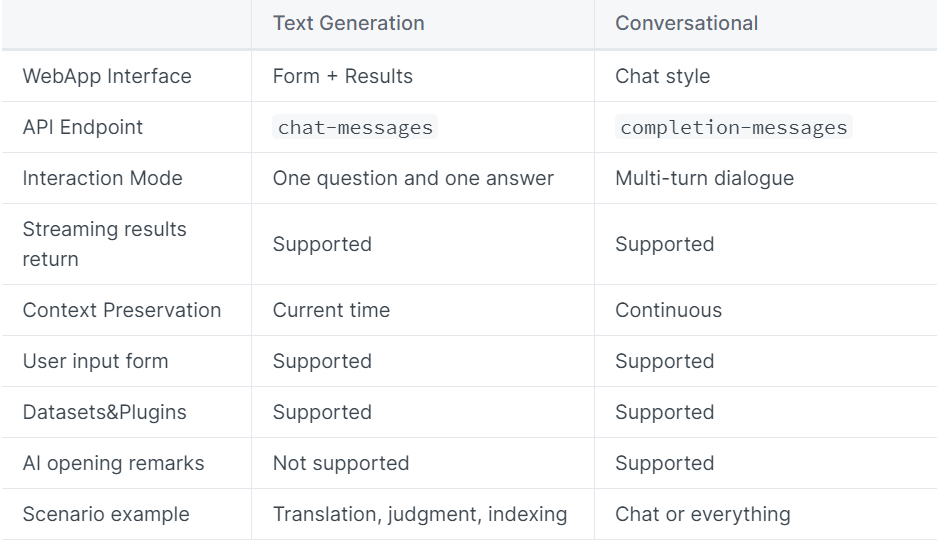 Text Generation Conversational
WebApp Interface Form + Results Chat style
API Endpoint chat-messages completion-messages
Interaction Mode One question and one answer Multi-turn dialogue
Streaming results
return Supported Supported
Context Preservation Current time Continuous
User input form Supported Supported
Datasets&Plugins Supported Supported
AI opening remarks Not supported Supported
Scenario example Translation, judgment, indexing Chat or everything